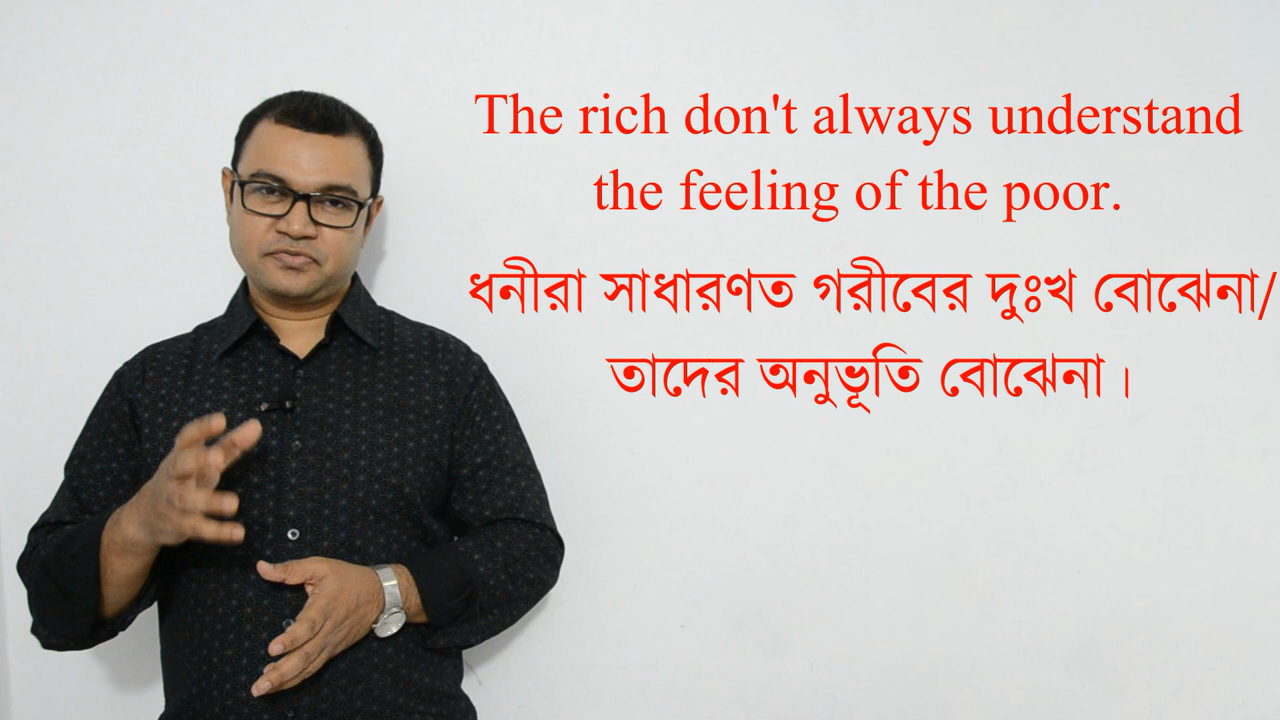 The rich don't always understand
the feeling of the poor.
ধনীরা সাধারণত গরীবের দুঃখ বোঝেনা/
তাদের অনুভূতি বোঝেনা।